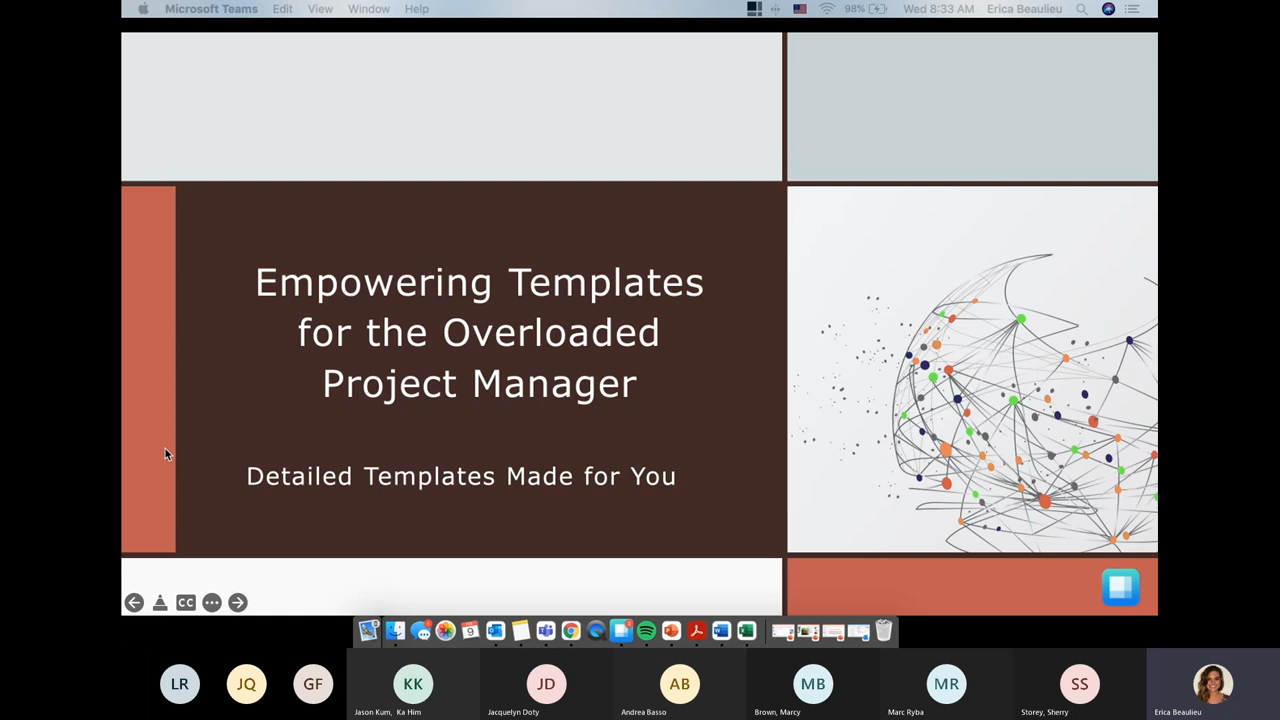 Microsoft Teams Edit View Window Help 98% Wed 8:33 AM Erica Beaulieu
Empowering Templates
for the Overloaded
Project Manager
Detailed Templates Made for You
CC
9
LR JQ GF KK JD AB MB MR SS
Jason Kum, Ka Him Jacquelyn Doty Andrea Basso Brown, Marcy Marc Ryba Storey, Sherry Erica Beaulieu